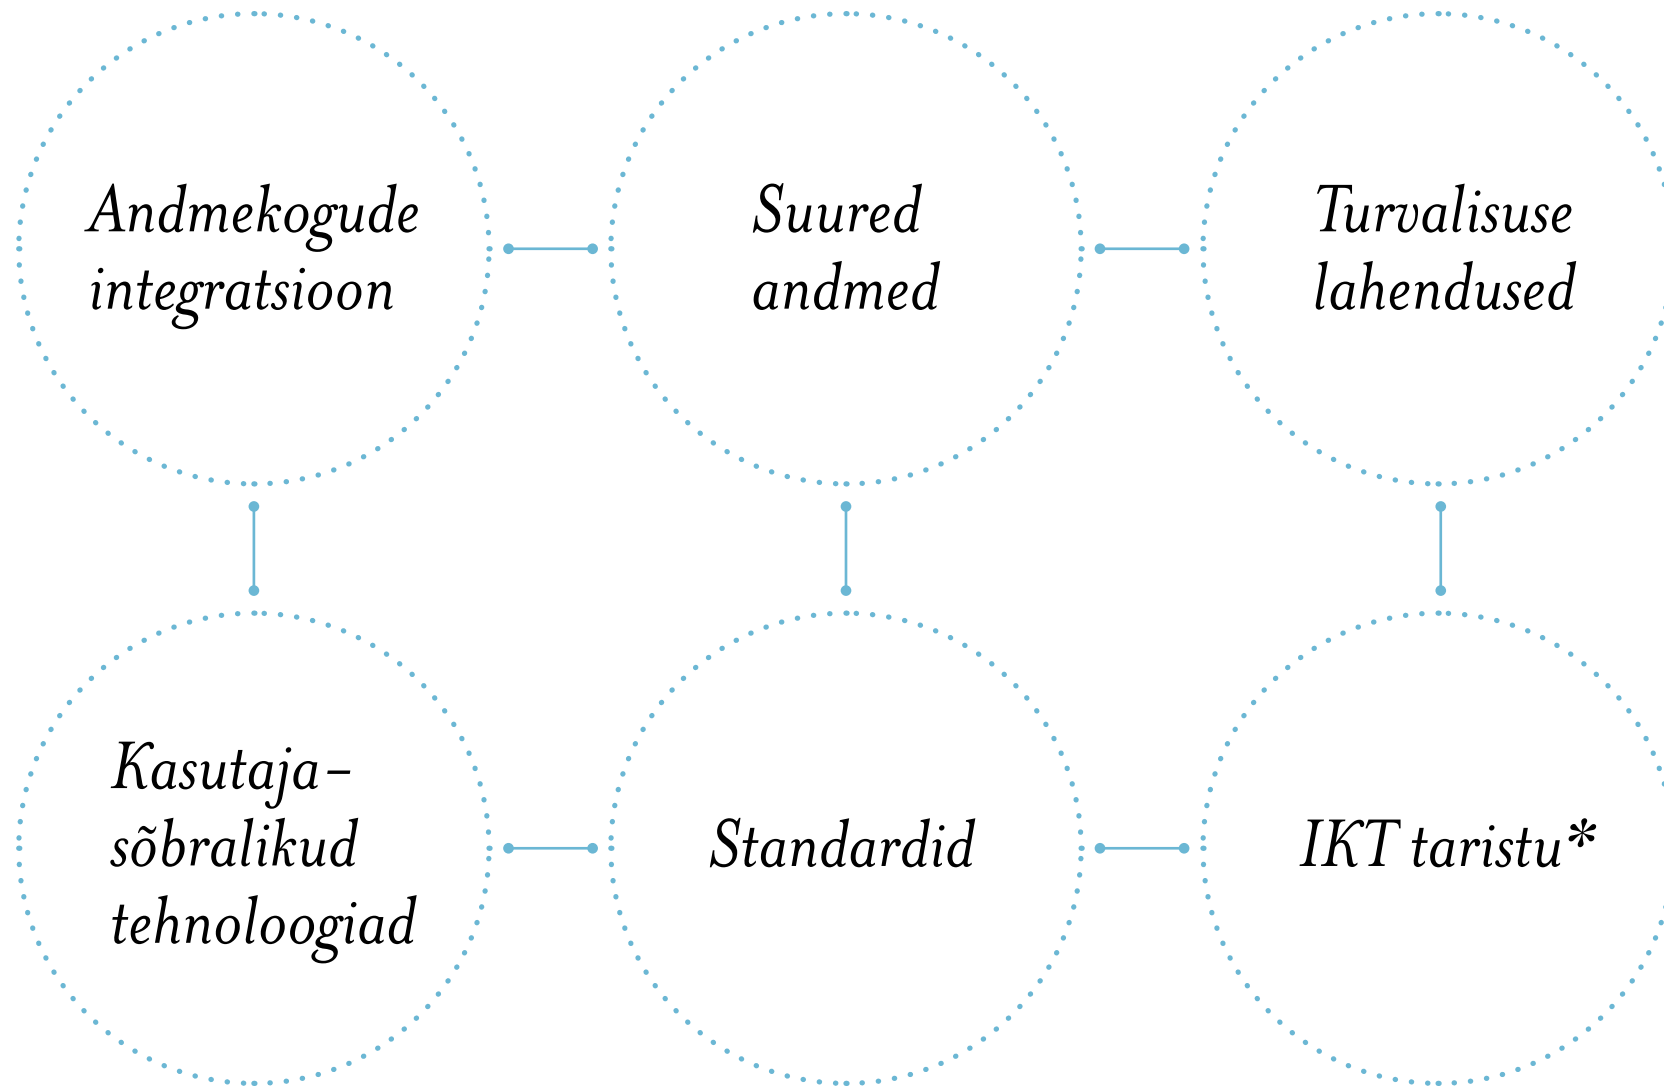 Andmekogude
integratsioon
Suured
andmed
Turvalisuse
lahendused
Kasutaja–
sõbralikud
tehnoloogiad
Standardid
IKT taristu*